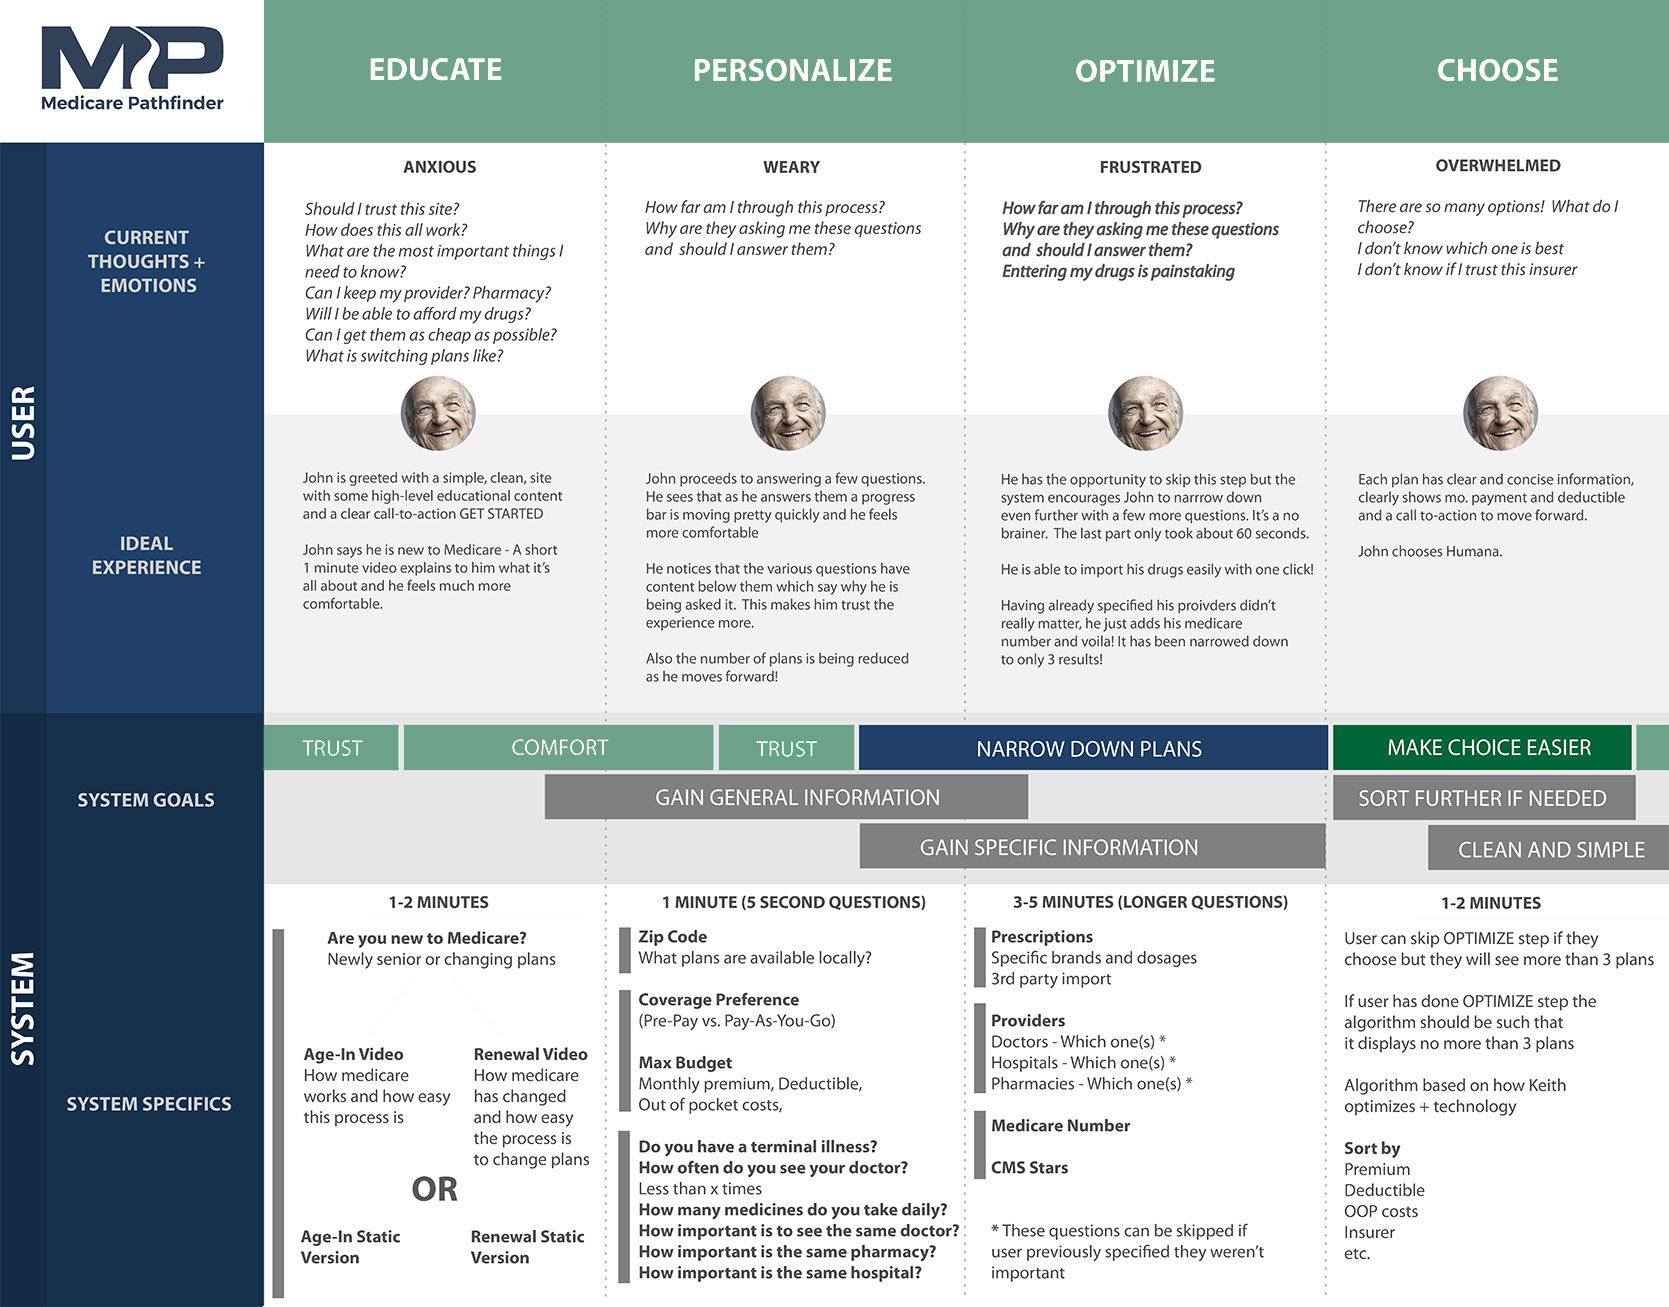 MP
Medicare Pathfinder
EDUCATE
PERSONALIZE
OPTIMIZE
CHOOSE
USER
CURRENT
THOUGHTS +
EMOTIONS
ANXIOUS
Should I trust this site?
How does this all work?
What are the most important things I
need to know?
Can I keep my provider? Pharmacy?
Will I be able to afford my drugs?
Can I get them as cheap as possible?
What is switching plans like?
WEARY
How far am I through this process?
Why are they asking me these questions
and should I answer them?
FRUSTRATED
How far am I through this process?
Why are they asking me these questions
and should I answer them?
Enttering my drugs is painstaking
OVERWHELMED
There are so many options! What do I
choose?
I don't know which one is best
I don't know if I trust this insurer
IDEAL
EXPERIENCE
John is greeted with a simple, clean, site
with some high-level educational content
and a clear call-to-action GET STARTED
John says he is new to Medicare - A short
1 minute video explains to him what it's
all about and he feels much more
comfortable.
John proceeds to answering a few questions.
He sees that as he answers them a progress
bar is moving pretty quickly and he feels
more comfortable
He notices that the various questions have
content below them which say why he is
being asked it. This makes him trust the
experience more.
Also the number of plans is being reduced
as he moves forward!
He has the opportunity to skip this step but the
system encourages John to narrrow down
even further with a few more questions. It's a no
brainer. The last part only took about 60 seconds.
He is able to import his drugs easily with one click!
Having already specified his proivders didn't
really matter, he just adds his medicare
number and voila! It has been narrowed down
to only 3 results!
Each plan has clear and concise information,
clearly shows mo. payment and deductible
and a call to-action to move forward.
John chooses Humana.
SYSTEM
SYSTEM GOALS
TRUST
COMFORT
TRUST
NARROW DOWN PLANS
MAKE CHOICE EASIER
GAIN GENERAL INFORMATION
SORT FURTHER IF NEEDED
GAIN SPECIFIC INFORMATION
CLEAN AND SIMPLE
SYSTEM SPECIFICS
1-2 MINUTES
Are you new to Medicare?
Newly senior or changing plans
Age-In Video
How medicare
works and how easy
this process is
Renewal Video
How medicare
has changed
and how easy
the process is
to change plans
OR
Age-In Static
Version
Renewal Static
Version
1 MINUTE (5 SECOND QUESTIONS)
Zip Code
What plans are available locally?
Coverage Preference
(Pre-Pay vs. Pay-As-You-Go)
Max Budget
Monthly premium, Deductible,
Out of pocket costs,
Do you have a terminal illness?
How often do you see your doctor?
Less than x times
How many medicines do you take daily?
How important is to see the same doctor?
How important is the same pharmacy?
How important is the same hospital?
3-5 MINUTES (LONGER QUESTIONS)
Prescriptions
Specific brands and dosages
3rd party import
Providers
Doctors - Which one(s) *
Hospitals - Which one(s) *
Pharmacies - Which one(s) *
Medicare Number
CMS Stars
* These questions can be skipped if
user previously specified they weren't
important
1-2 MINUTES
User can skip OPTIMIZE step if they
choose but they will see more than 3 plans
If user has done OPTIMIZE step the
algorithm should be such that
it displays no more than 3 plans
Algorithm based on how Keith
optimizes + technology
Sort by
Premium
Deductible
OOP costs
Insurer
etc.